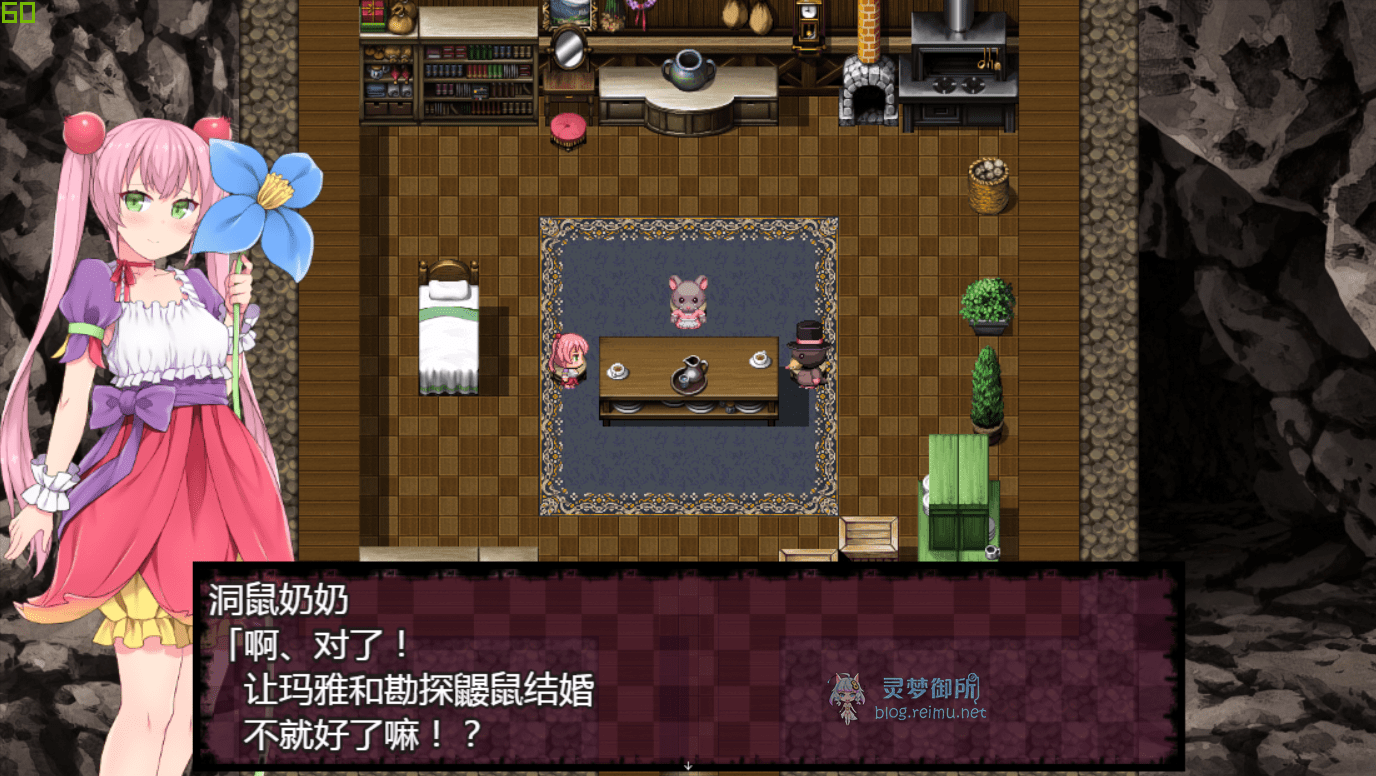 60
洞鼠奶奶
「啊、对了！
让玛雅和勘探鼹鼠结婚
不就好了嘛！？
灵梦御所
blog.reimu.net